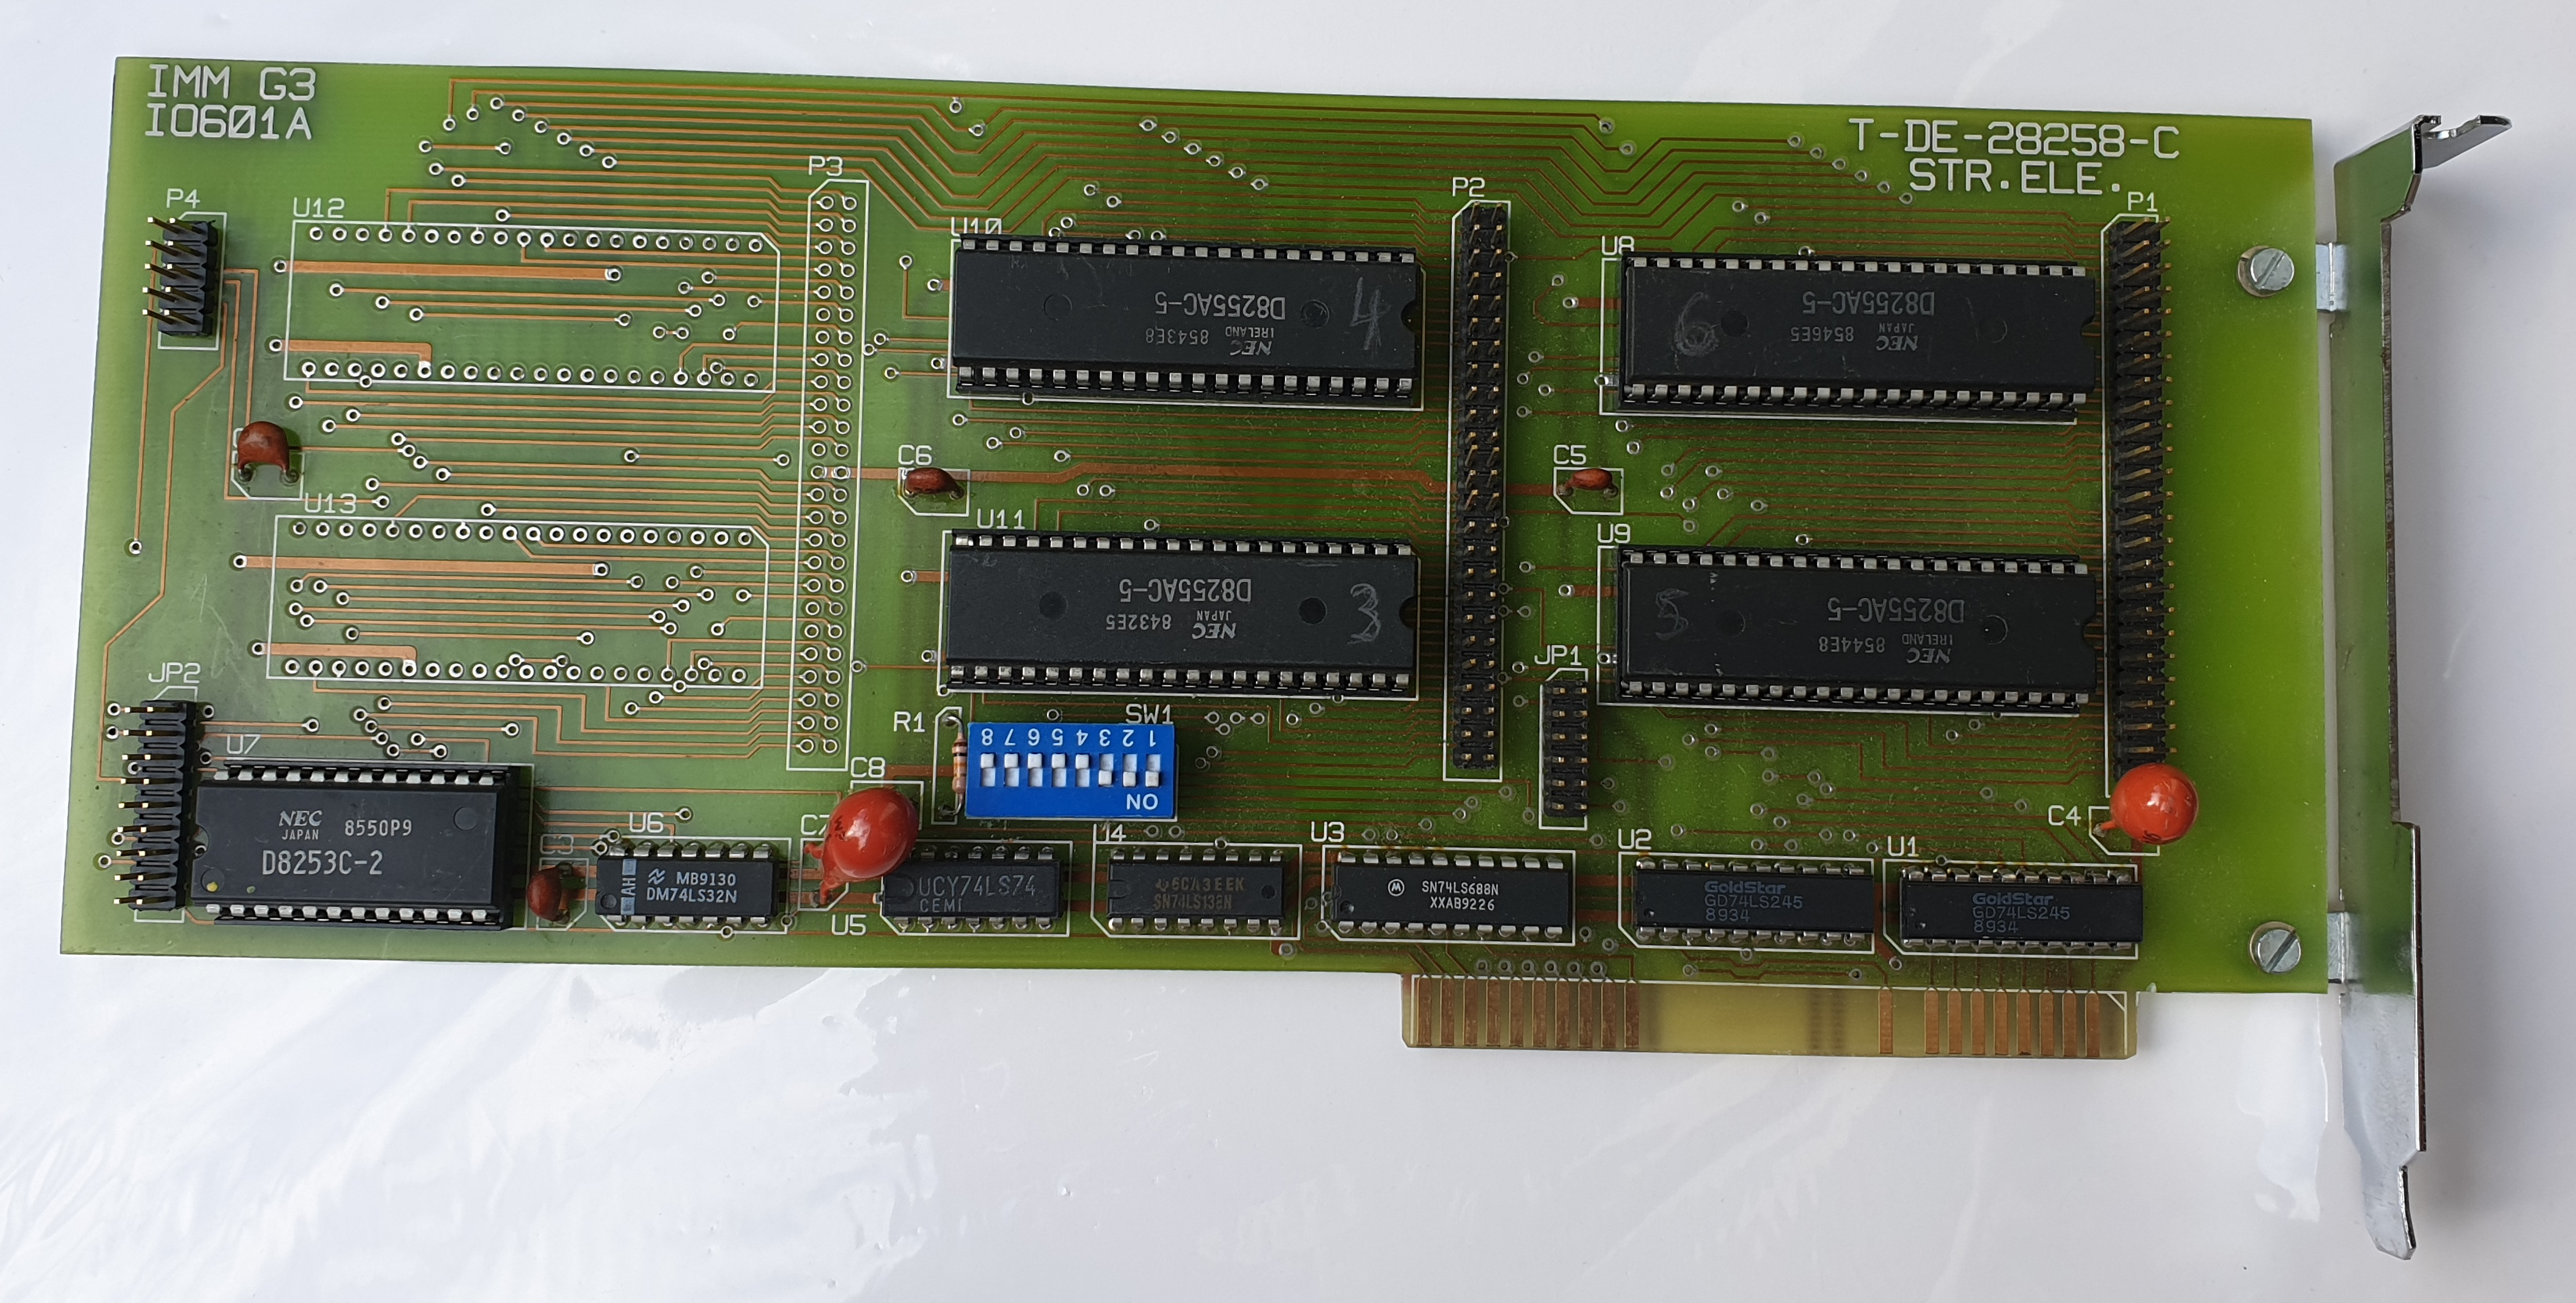 IMM G3
IO601A
T-DE-28258-C
STR.ELE.
P4
U12
P3
U10
P2
U8
P1
D8255AC-5
NEC
IRELAND
8543E8
4
D8255AC-5
NEC
JAPAN
8546E5
6
C6
C5
U13
U11
U9
D8255AC-5
NEC
JAPAN
8432E5
3
D8255AC-5
NEC
IRELAND
8544E8
5
JP2
JP1
R1
SW1
1 2 3 4 5 6 7 8
ON
U7
C8
C7
C4
NEC
JAPAN 8550P9
D8253C-2
C3
U6
MB9130
DM74LS32N
U5
UCY74LS74
CEMI
U4
SN74LS138N
U3
SN74LS688N
XXAB9226
U2
GoldStar
GD74LS245
8934
U1
GoldStar
GD74LS245
8934